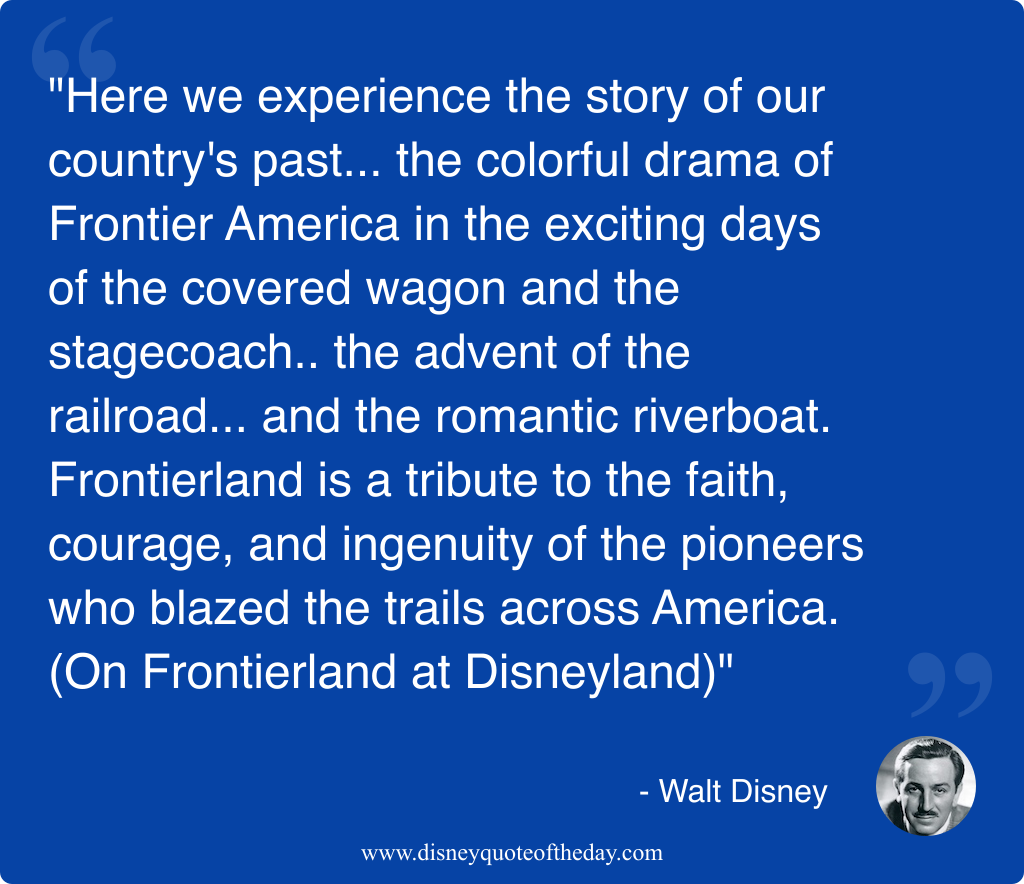 "Here we experience the story of our
country's past... the colorful drama of
Frontier America in the exciting days
of the covered wagon and the
stagecoach.. the advent of the
railroad... and the romantic riverboat.
Frontierland is a tribute to the faith,
courage, and ingenuity of the pioneers
who blazed the trails across America.
(On Frontierland at Disneyland)"
- Walt Disney
www.disneyquoteoftheday.com